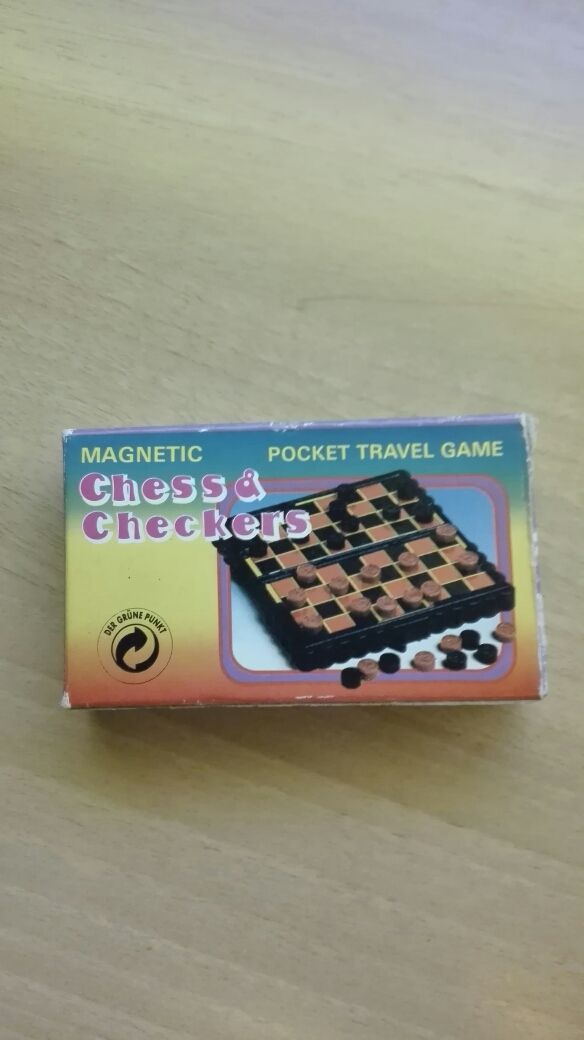 MAGNETIC
POCKET TRAVEL GAME
Chess &
Checkers
DER GRÜNE PUNKT